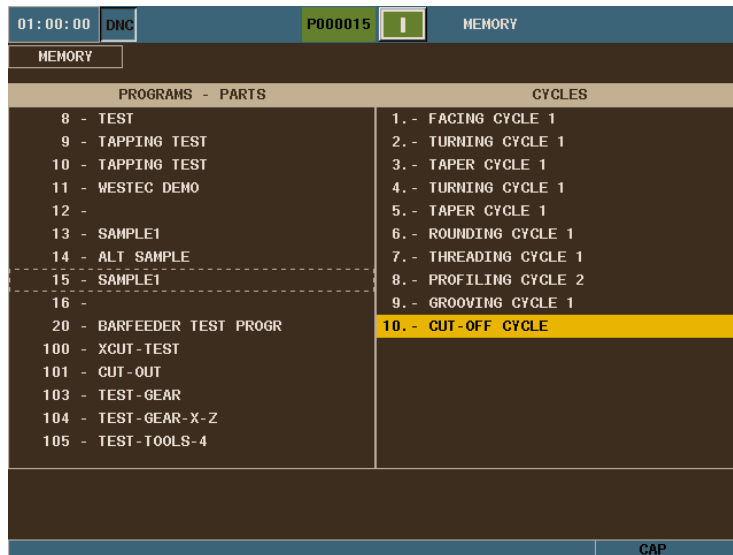 01:00:00 DNC P000015 I MEMORY
MEMORY
PROGRAMS - PARTS
8 - TEST
9 - TAPPING TEST
10 - TAPPING TEST
11 - WESTEC DEMO
12 -
13 - SAMPLE1
14 - ALT SAMPLE
15 - SAMPLE1
16 -
20 - BARFEEDER TEST PROGR
100 - XCUT-TEST
101 - CUT-OUT
103 - TEST-GEAR
104 - TEST-GEAR-X-Z
105 - TEST-TOOLS-4
CYCLES
1.- FACING CYCLE 1
2.- TURNING CYCLE 1
3.- TAPER CYCLE 1
4.- TURNING CYCLE 1
5.- TAPER CYCLE 1
6.- ROUNDING CYCLE 1
7.- THREADING CYCLE 1
8.- PROFILING CYCLE 2
9.- GROOVING CYCLE 1
10.- CUT-OFF CYCLE
CAP